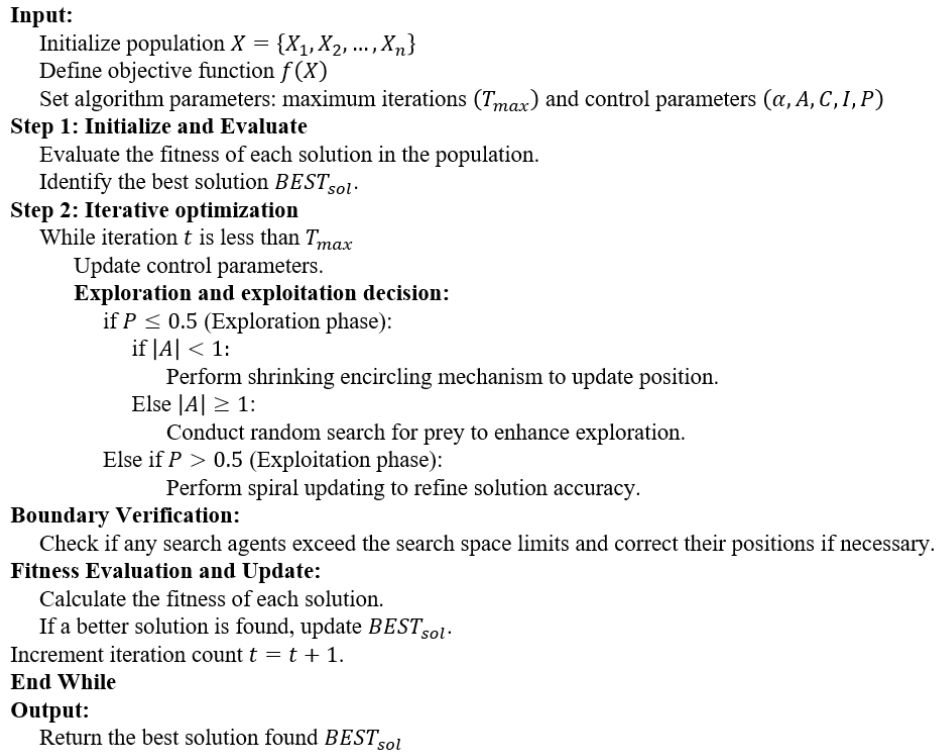 Input:
Initialize population X = {X₁, X₂, …, Xₙ}
Define objective function f(X)
Set algorithm parameters: maximum iterations (T_max) and control parameters (α, A, C, I, P)
Step 1: Initialize and Evaluate
Evaluate the fitness of each solution in the population.
Identify the best solution BEST_sol.
Step 2: Iterative optimization
While iteration t is less than T_max
Update control parameters.
Exploration and exploitation decision:
if P ≤ 0.5 (Exploration phase):
if |A| < 1:
Perform shrinking encircling mechanism to update position.
Else |A| ≥ 1:
Conduct random search for prey to enhance exploration.
Else if P > 0.5 (Exploitation phase):
Perform spiral updating to refine solution accuracy.
Boundary Verification:
Check if any search agents exceed the search space limits and correct their positions if necessary.
Fitness Evaluation and Update:
Calculate the fitness of each solution.
If a better solution is found, update BEST_sol.
Increment iteration count t = t + 1.
End While
Output:
Return the best solution found BEST_sol